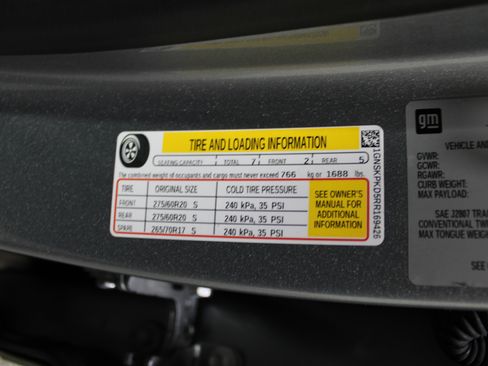 TIRE AND LOADING INFORMATION
SEATING CAPACITY TOTAL 7 FRONT 2 REAR 5
The combined weight of occupants and cargo must never exceed 766 kg or 1688 lbs.
TIRE ORIGINAL SIZE COLD TIRE PRESSURE
FRONT 275/60R20 S 240 kPa, 35 PSI
REAR 275/60R20 S 240 kPa, 35 PSI
SPARE 265/70R17 S 240 kPa, 35 PSI
SEE OWNER'S
MANUAL FOR
ADDITIONAL
INFORMATION
1GNSKPKD5RR169426
gm
VEHICLE AND
GVWR:
GCWR:
RGAWR:
CURB WEIGHT:
MAX PAYLOAD:
SAE J2807 TRA
CONVENTIONAL TW
MAX TONGUE WEIGH
SEE